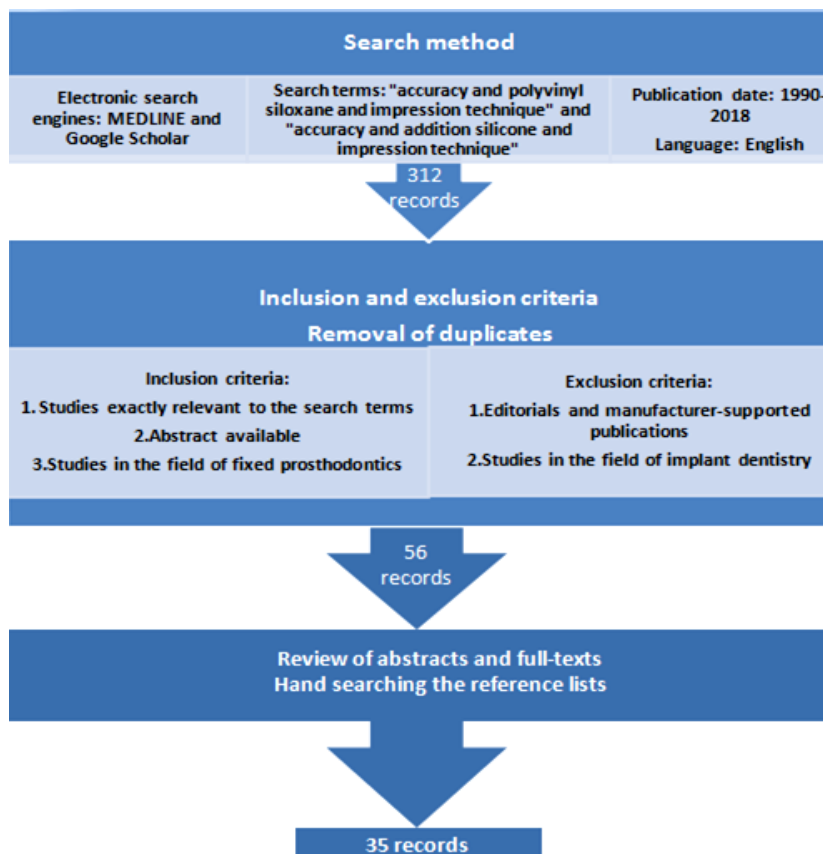 Search method
Electronic search
engines: MEDLINE and
Google Scholar
Search terms: "accuracy and polyvinyl
siloxane and impression technique" and
"accuracy and addition silicone and
impression technique"
Publication date: 1990-
2018
Language: English
312
records
Inclusion and exclusion criteria
Removal of duplicates
Inclusion criteria:
1. Studies exactly relevant to the search terms
2.Abstract available
3.Studies in the field of fixed prosthodontics
Exclusion criteria:
1.Editorials and manufacturer-supported
publications
2.Studies in the field of implant dentistry
56
records
Review of abstracts and full-texts
Hand searching the reference lists
35 records